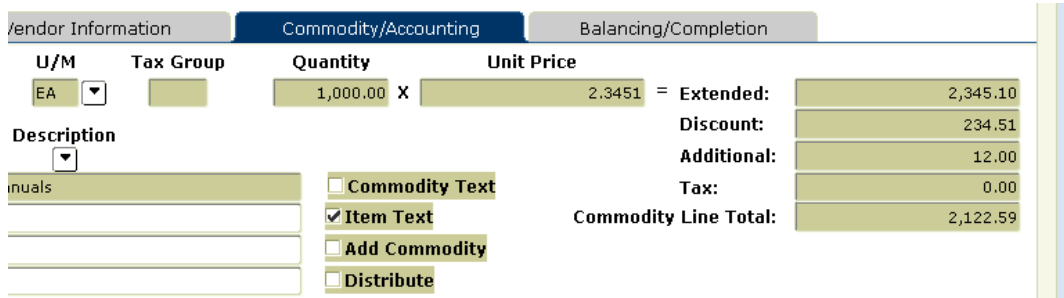 Vendor Information Commodity/Accounting Balancing/Completion
U/M Tax Group Quantity Unit Price
EA 1,000.00 X 2.3451 = Extended: 2,345.10
Discount: 234.51
Description
Additional: 12.00
nuals Commodity Text Tax: 0.00
Item Text Commodity Line Total: 2,122.59
Add Commodity
Distribute